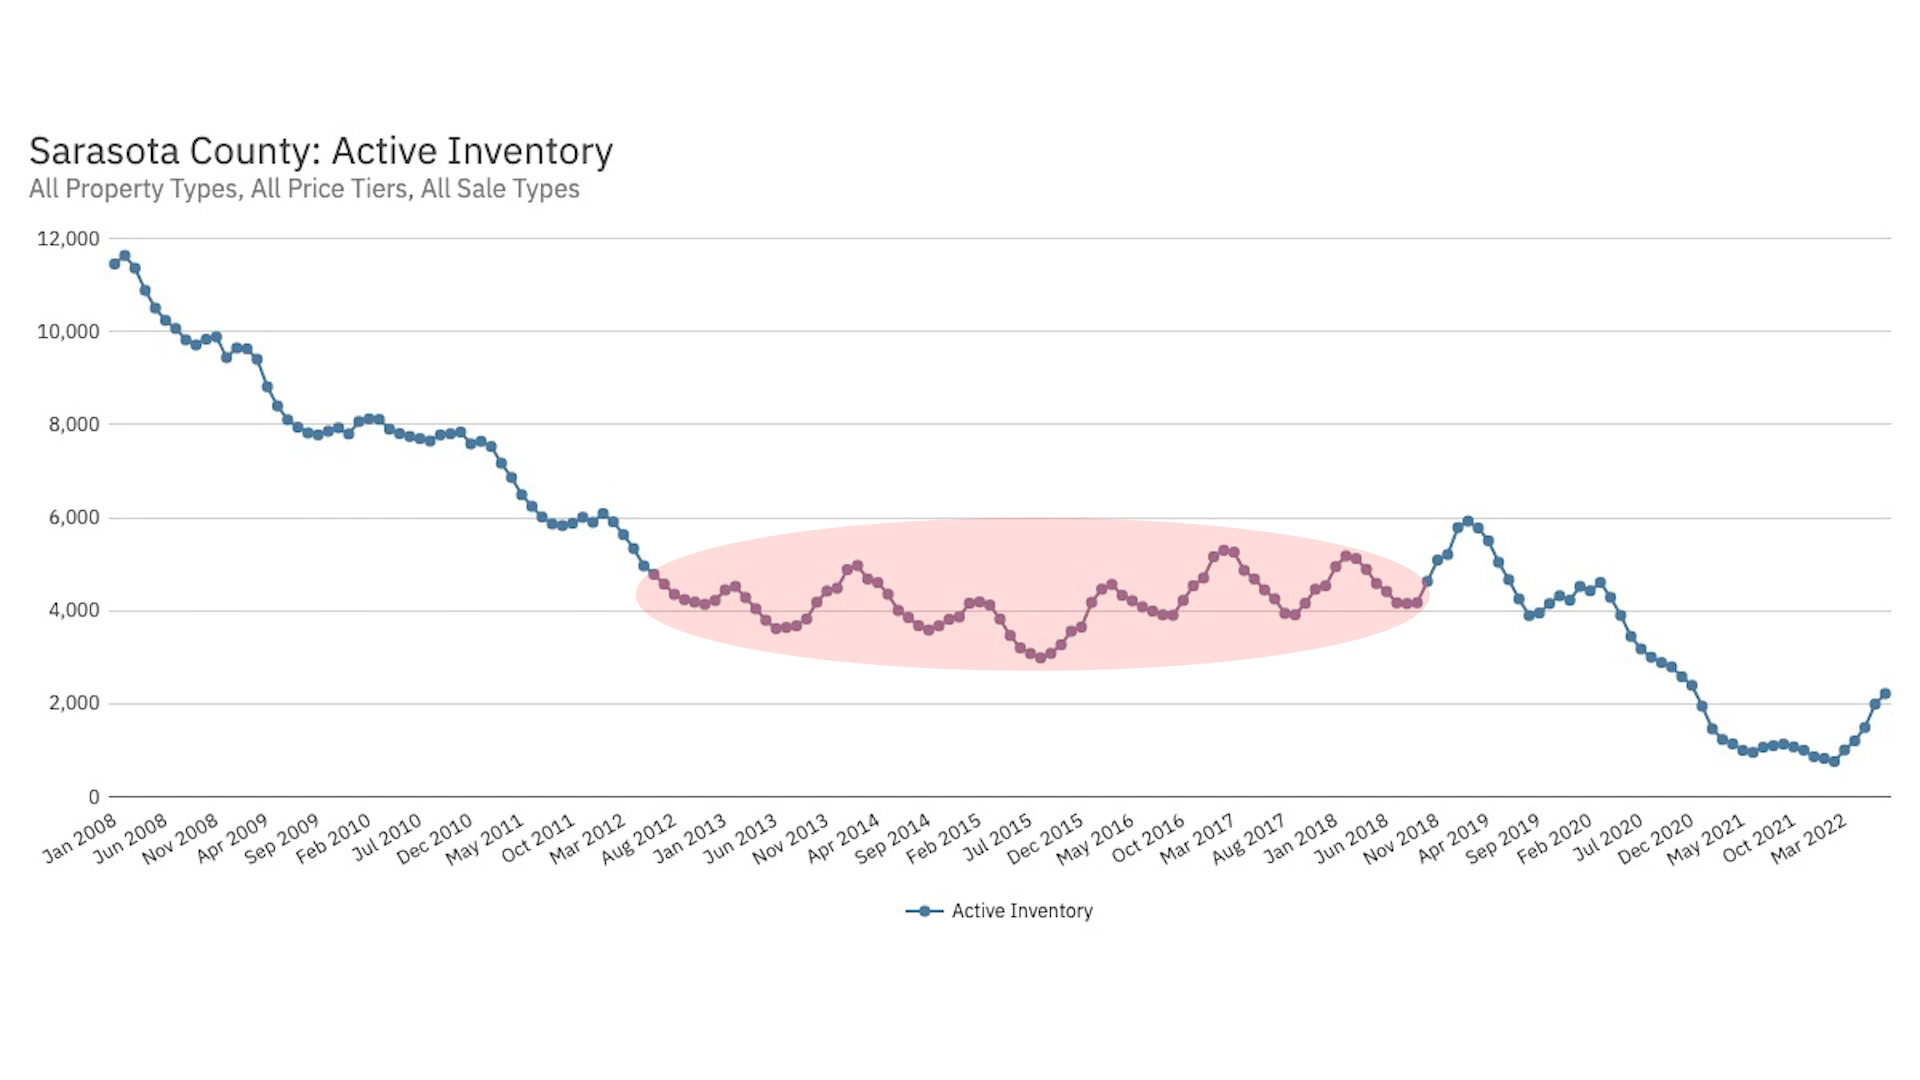 Sarasota County: Active Inventory
All Property Types, All Price Tiers, All Sale Types
12,000
10,000
8,000
6,000
4,000
2,000
0
Jan 2008
Jun 2008
Nov 2008
Apr 2009
Sep 2009
Feb 2010
Jul 2010
Dec 2010
May 2011
Oct 2011
Mar 2012
Aug 2012
Jan 2013
Jun 2013
Nov 2013
Apr 2014
Sep 2014
Feb 2015
Jul 2015
Dec 2015
May 2016
Oct 2016
Mar 2017
Aug 2017
Jan 2018
Jun 2018
Nov 2018
Apr 2019
Sep 2019
Feb 2020
Jul 2020
Dec 2020
May 2021
Oct 2021
Mar 2022
Active Inventory